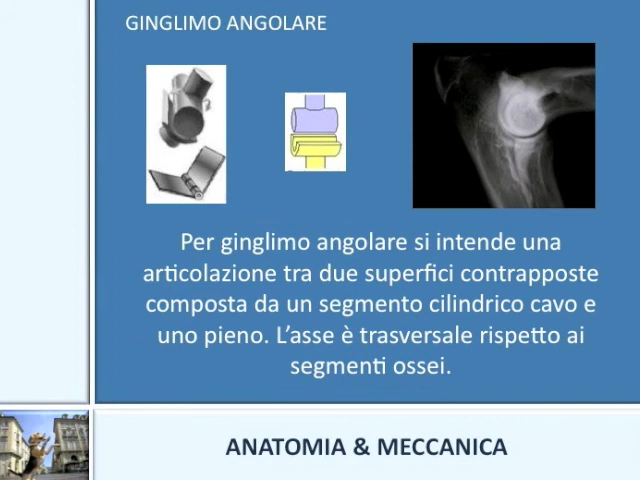 GINGLIMO ANGOLARE
Per ginglimo angolare si intende una
articolazione tra due superfici contrapposte
composta da un segmento cilindrico cavo e
uno pieno. L’asse è trasversale rispetto ai
segmenti ossei.
ANATOMIA & MECCANICA